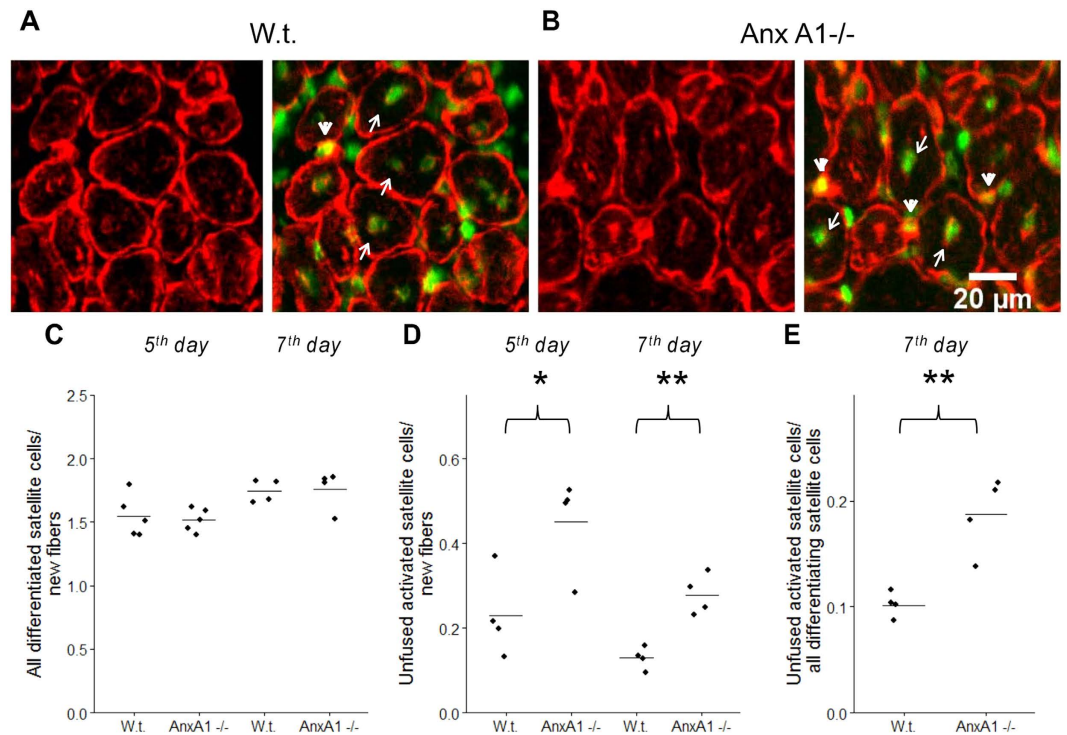 A
W.t.
B
Anx A1-/-
20 µm
C
5th day
7th day
D
5th day
7th day
E
7th day
*
**
**
All differentiated satellite cells/
new fibers
2.5
2.0
1.5
1.0
0.5
0.0
W.t.
AnxA1 -/-
W.t.
AnxA1 -/-
Unfused activated satellite cells/
new fibers
0.6
0.4
0.2
0.0
W.t.
AnxA1 -/-
W.t.
AnxA1 -/-
Unfused activated satellite cells/
all differentiating satellite cells
0.2
0.1
0.0
W.t.
AnxA1 -/-